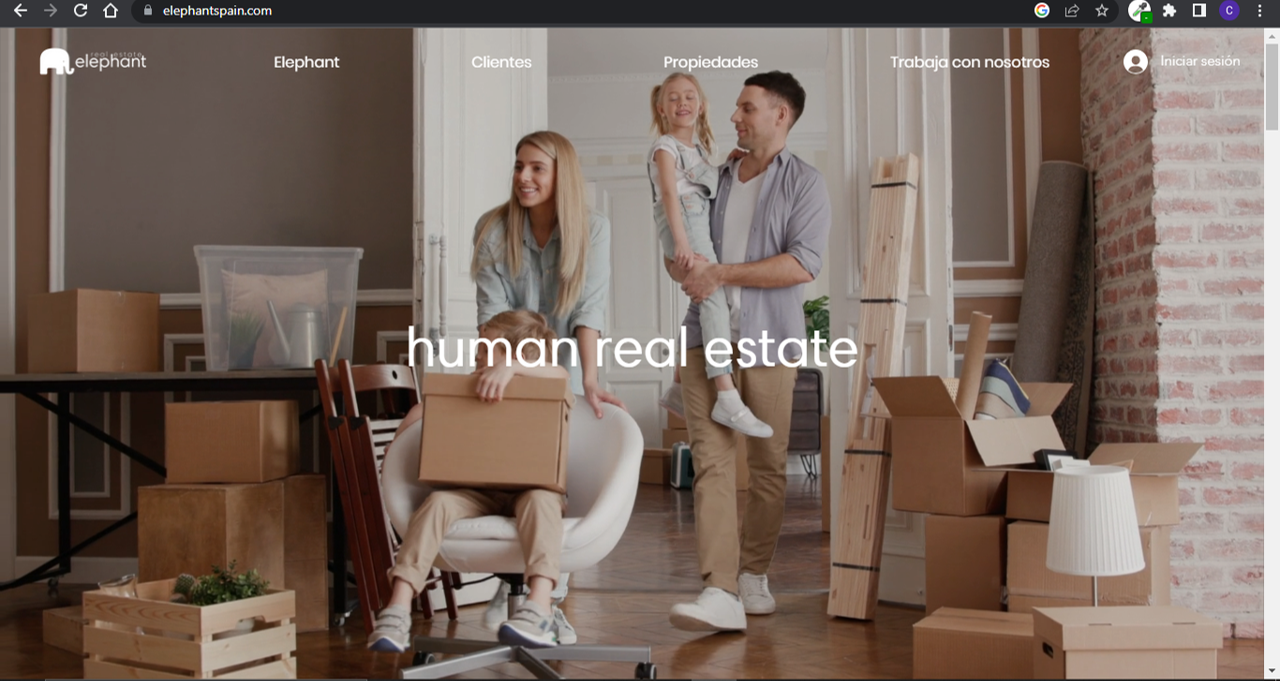 elephantspain.com
real estate
elephant
Elephant
Clientes
Propiedades
Trabaja con nosotros
Iniciar sesión
human real estate
C